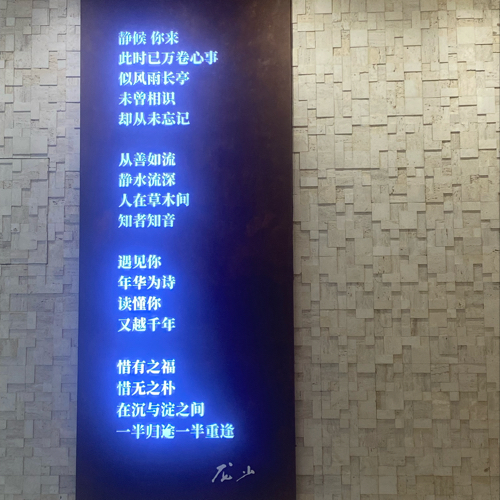 静候 你来
此时已万卷心事
似风雨长亭
未曾相识
却从未忘记
从善如流
静水流深
人在草木间
知者知音
遇见你
年华为诗
读懂你
又越千年
惜有之福
惜无之朴
在沉与淀之间
一半归途一半重逢